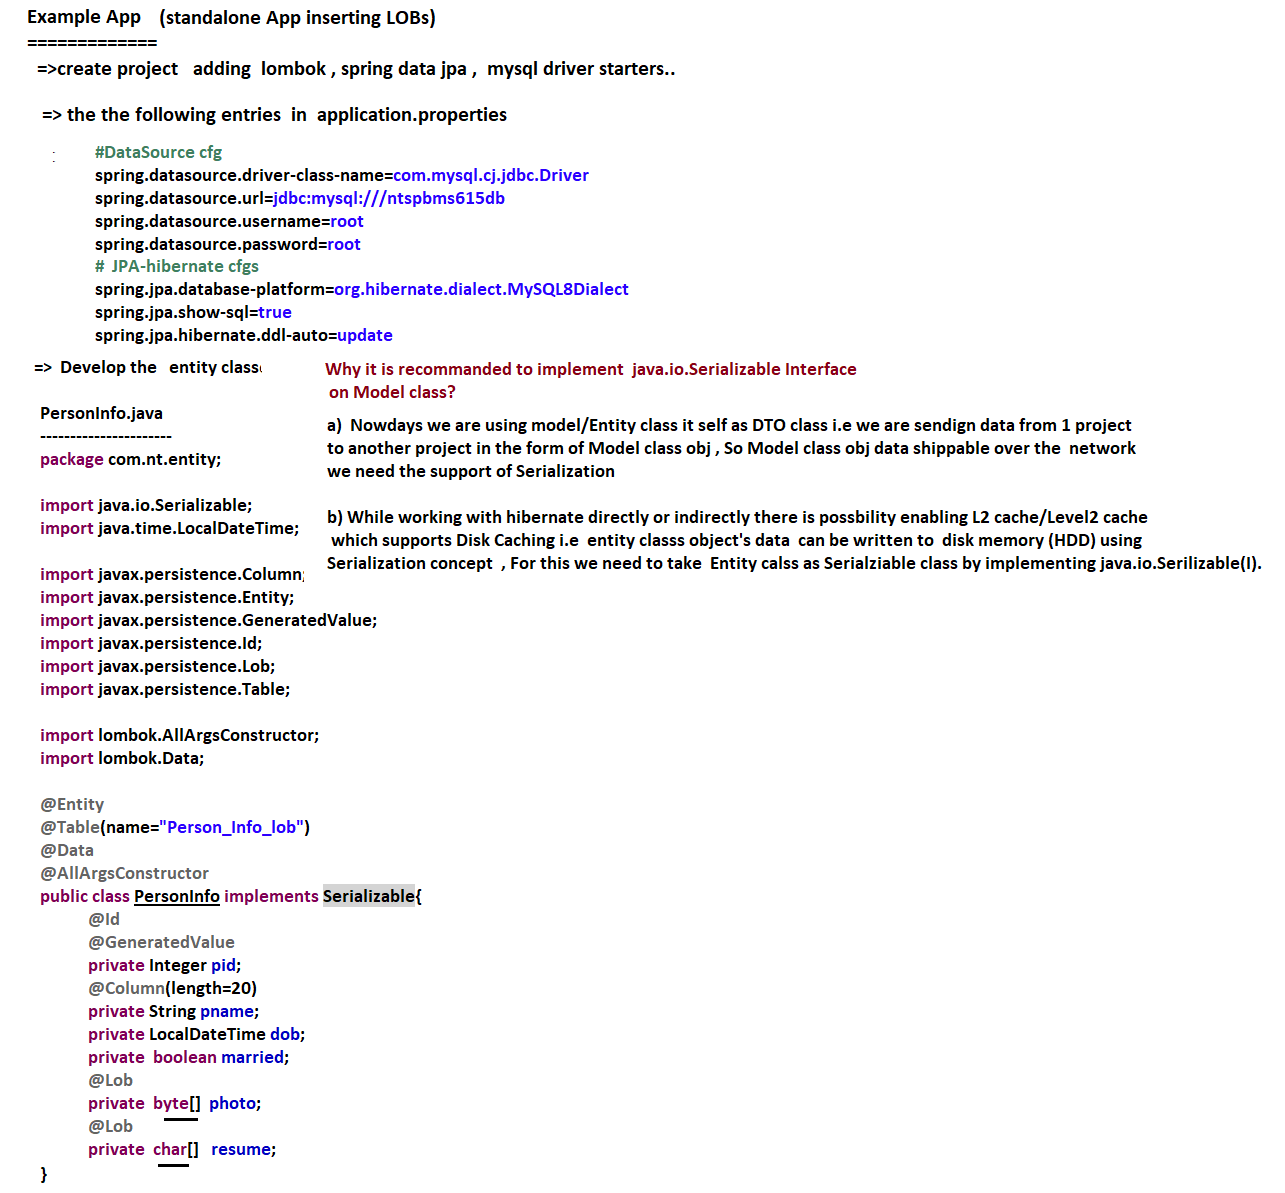 Example App (standalone App inserting LOBs)
=============
=>create project adding lombok , spring data jpa , mysql driver starters..
=> the the following entries in application.properties
#DataSource cfg
spring.datasource.driver-class-name=com.mysql.cj.jdbc.Driver
spring.datasource.url=jdbc:mysql:///ntspbms615db
spring.datasource.username=root
spring.datasource.password=root
# JPA-hibernate cfgs
spring.jpa.database-platform=org.hibernate.dialect.MySQL8Dialect
spring.jpa.show-sql=true
spring.jpa.hibernate.ddl-auto=update
=> Develop the entity class
PersonInfo.java
----------------------
package com.nt.entity;
import java.io.Serializable;
import java.time.LocalDateTime;
import javax.persistence.Column;
import javax.persistence.Entity;
import javax.persistence.GeneratedValue;
import javax.persistence.Id;
import javax.persistence.Lob;
import javax.persistence.Table;
import lombok.AllArgsConstructor;
import lombok.Data;
@Entity
@Table(name="Person_Info_lob")
@Data
@AllArgsConstructor
public class PersonInfo implements Serializable{
@Id
@GeneratedValue
private Integer pid;
@Column(length=20)
private String pname;
private LocalDateTime dob;
private boolean married;
@Lob
private byte[] photo;
@Lob
private char[] resume;
}
Why it is recommanded to implement java.io.Serializable Interface
on Model class?
a) Nowdays we are using model/Entity class it self as DTO class i.e we are sendign data from 1 project
to another project in the form of Model class obj , So Model class obj data shippable over the network
we need the support of Serialization
b) While working with hibernate directly or indirectly there is possbility enabling L2 cache/Level2 cache
which supports Disk Caching i.e entity classs object's data can be written to disk memory (HDD) using
Serialization concept , For this we need to take Entity calss as Serialziable class by implementing java.io.Serilizable(I).